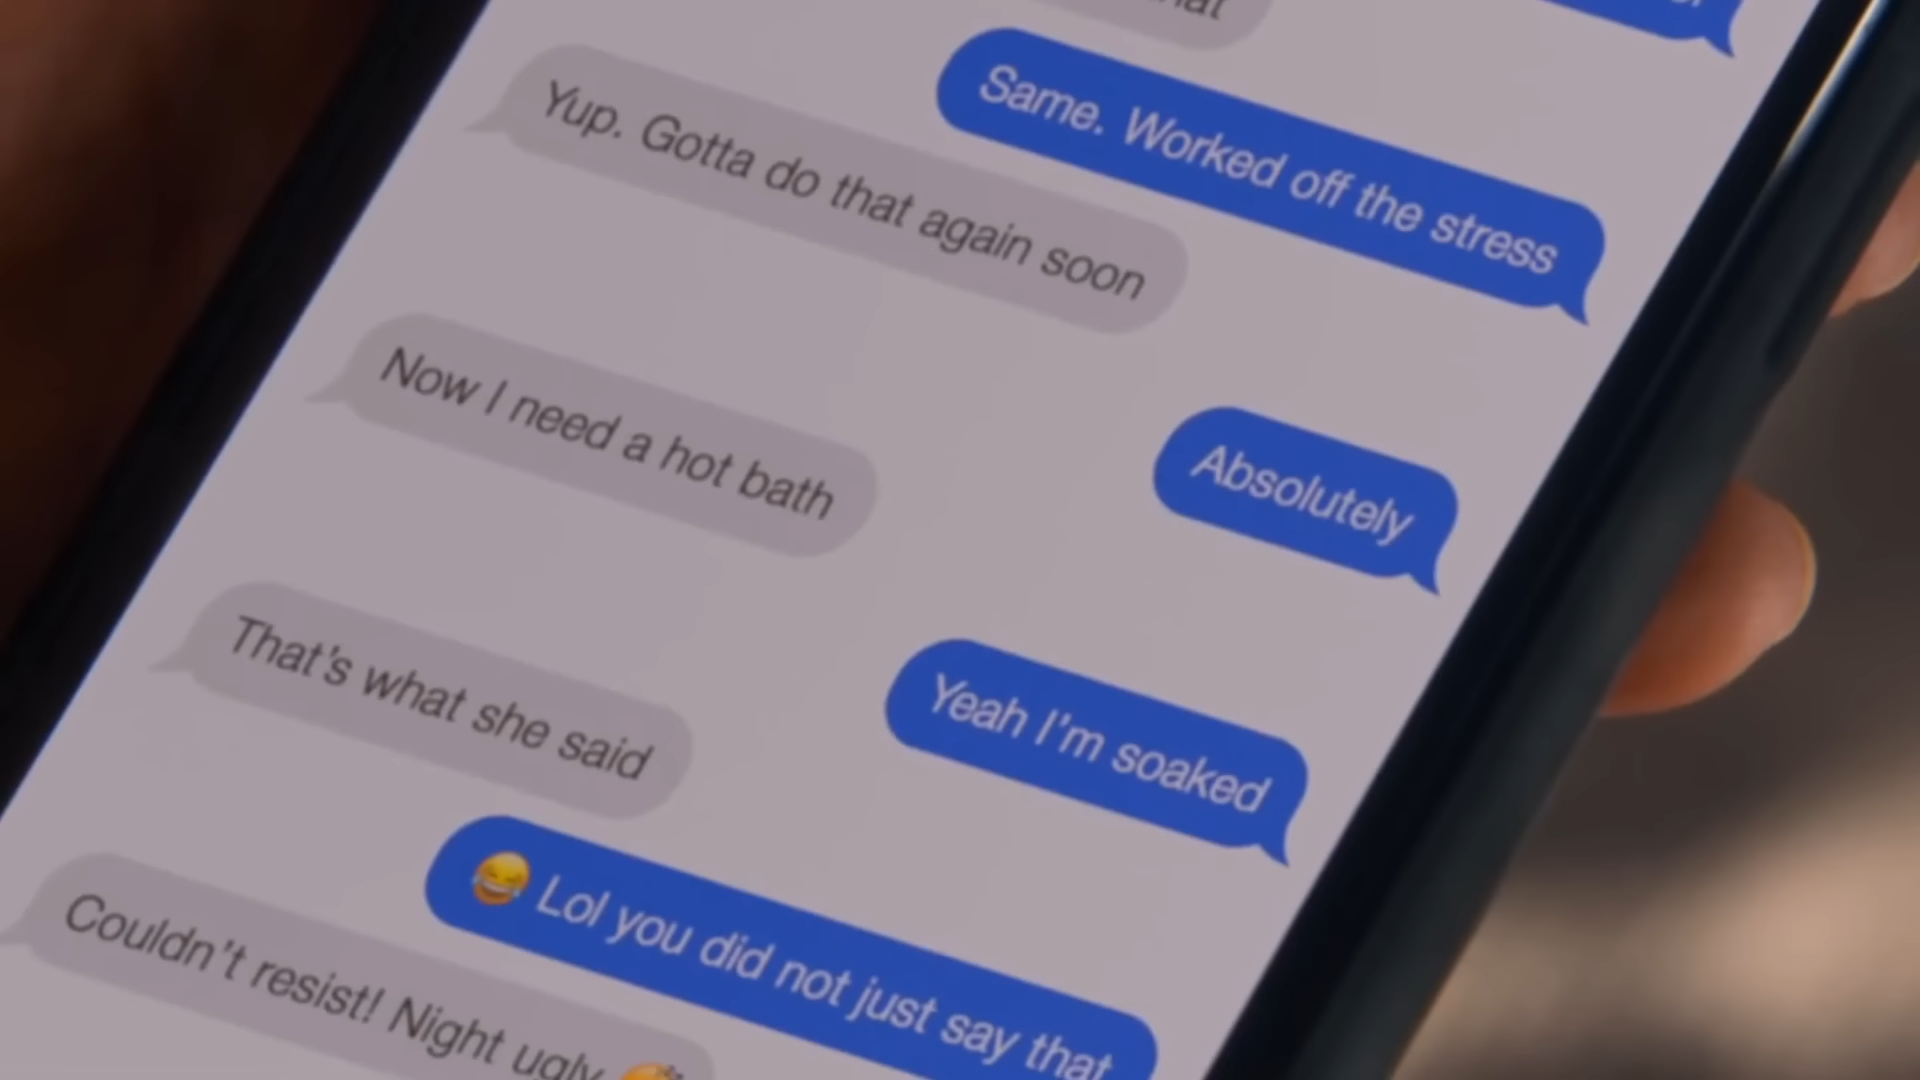 Same. Worked off the stress
Yup. Gotta do that again soon
Absolutely
Now I need a hot bath
Yeah I'm soaked
That's what she said
😂 Lol you did not just say that
Couldn't resist! Night ugly